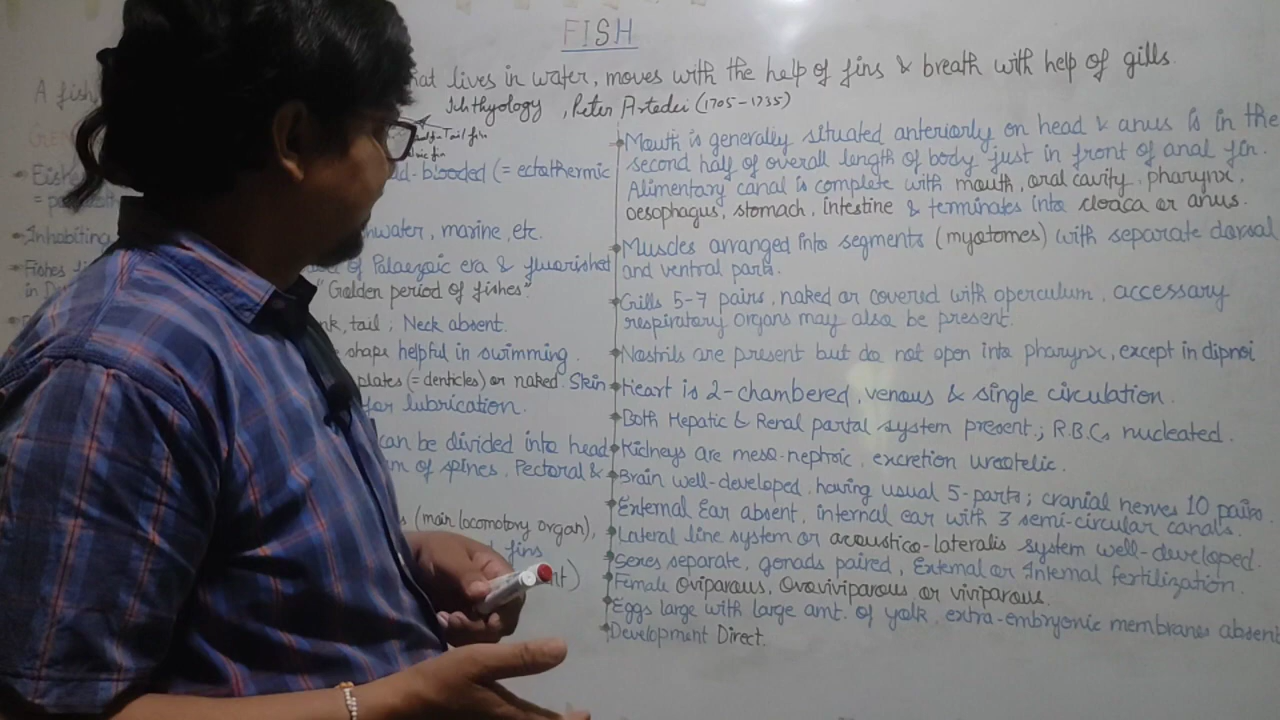 FISH
A fish, that lives in water, moves with the help of fins & breath with help of gills.
Ichthyology, Peter Artedi (1705-1735)
Tail fin
-blooded (= ectothermic
Inhabiting water, marine, etc.
Fishes of Palaeozoic era & flourished
"Golden period of fishes"
tail; Neck absent.
shape helpful in swimming.
plates (= denticles) or naked. Skin
for lubrication.
can be divided into head
of spines. Pectoral &
(main locomotory organ),
fins
Mouth is generally situated anteriorly on head & anus is in the
second half of overall length of body just in front of anal fin.
Alimentary canal is complete with mouth, oral cavity, pharynx,
oesophagus, stomach, intestine & terminates into cloaca or anus.
Muscles arranged into segments (myotomes) with separate dorsal
and ventral parts.
Gills 5-7 pairs, naked or covered with operculum, accessary
respiratory organs may also be present.
Nostrils are present but do not open into pharynx, except in dipnoi
Heart is 2-chambered, venous & single circulation.
Both Hepatic & Renal portal system present; R.B.Cs nucleated.
Kidneys are meso-nephric, excretion ureotelic.
Brain well-developed, having usual 5-parts; cranial nerves 10 pairs.
External Ear absent, internal ear with 3 semi-circular canals.
Lateral line system or acoustico-lateralis system well-developed.
Sexes separate, gonads paired, External or Internal fertilization.
Female Oviparous, Ovoviviparous or viviparous.
Eggs large with large amt. of yolk, extra-embryonic membranes absent
Development Direct.